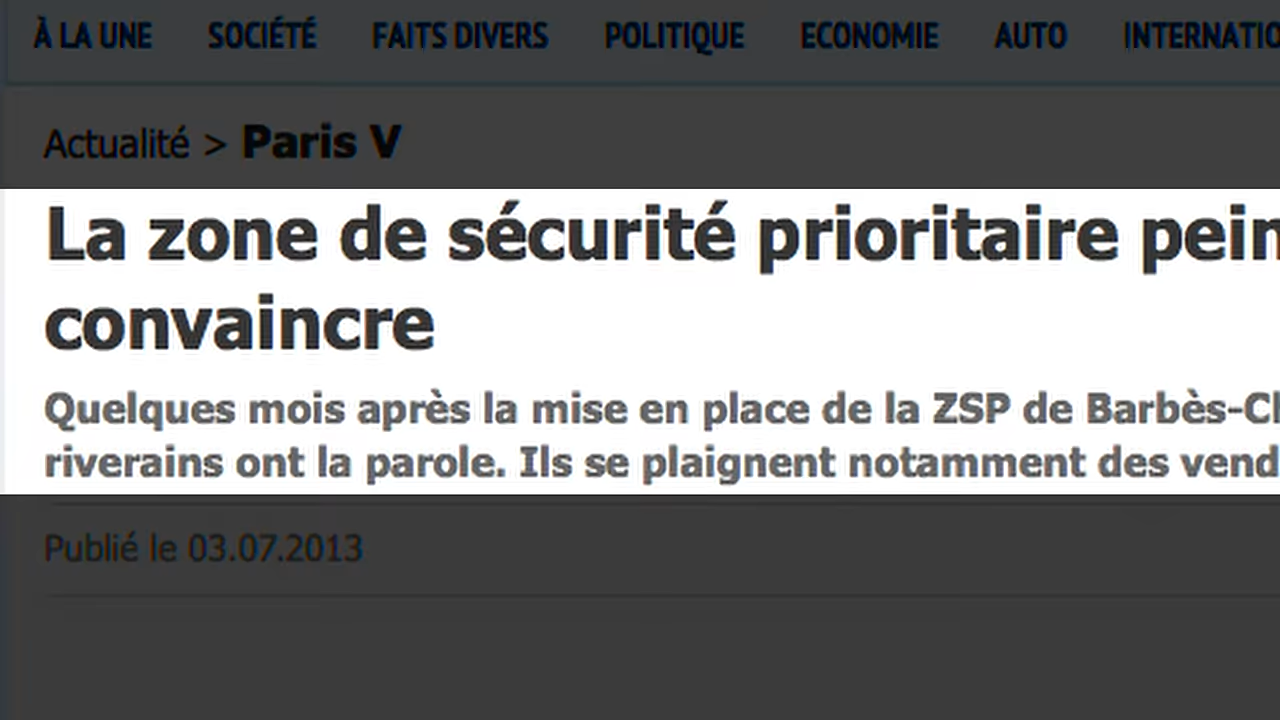 À LA UNE SOCIÉTÉ FAITS DIVERS POLITIQUE ECONOMIE AUTO
Actualité > Paris V
La zone de sécurité prioritaire
convaincre
Quelques mois après la mise en place de la ZSP de
riverains ont la parole. Ils se plaignent notamment des
Publié le 03.07.2013